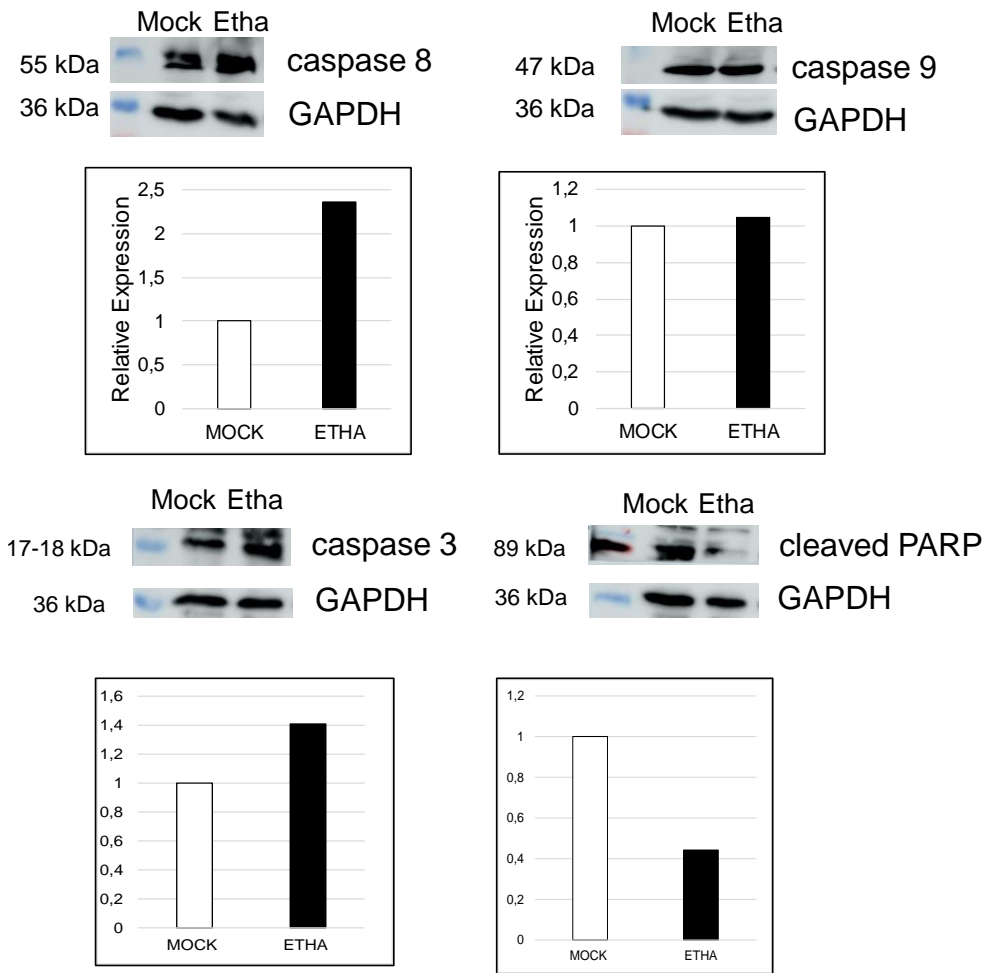 Mock Etha
55 kDa
caspase 8
36 kDa
GAPDH
Relative Expression
2,5
2
1,5
1
0,5
0
MOCK
ETHA
Mock Etha
47 kDa
caspase 9
36 kDa
GAPDH
Relative Expression
1,2
1
0,8
0,6
0,4
0,2
0
MOCK
ETHA
Mock Etha
17-18 kDa
caspase 3
36 kDa
GAPDH
1,6
1,4
1,2
1
0,8
0,6
0,4
0,2
0
MOCK
ETHA
Mock Etha
89 kDa
cleaved PARP
36 kDa
GAPDH
1,2
1
0,8
0,6
0,4
0,2
0
MOCK
ETHA